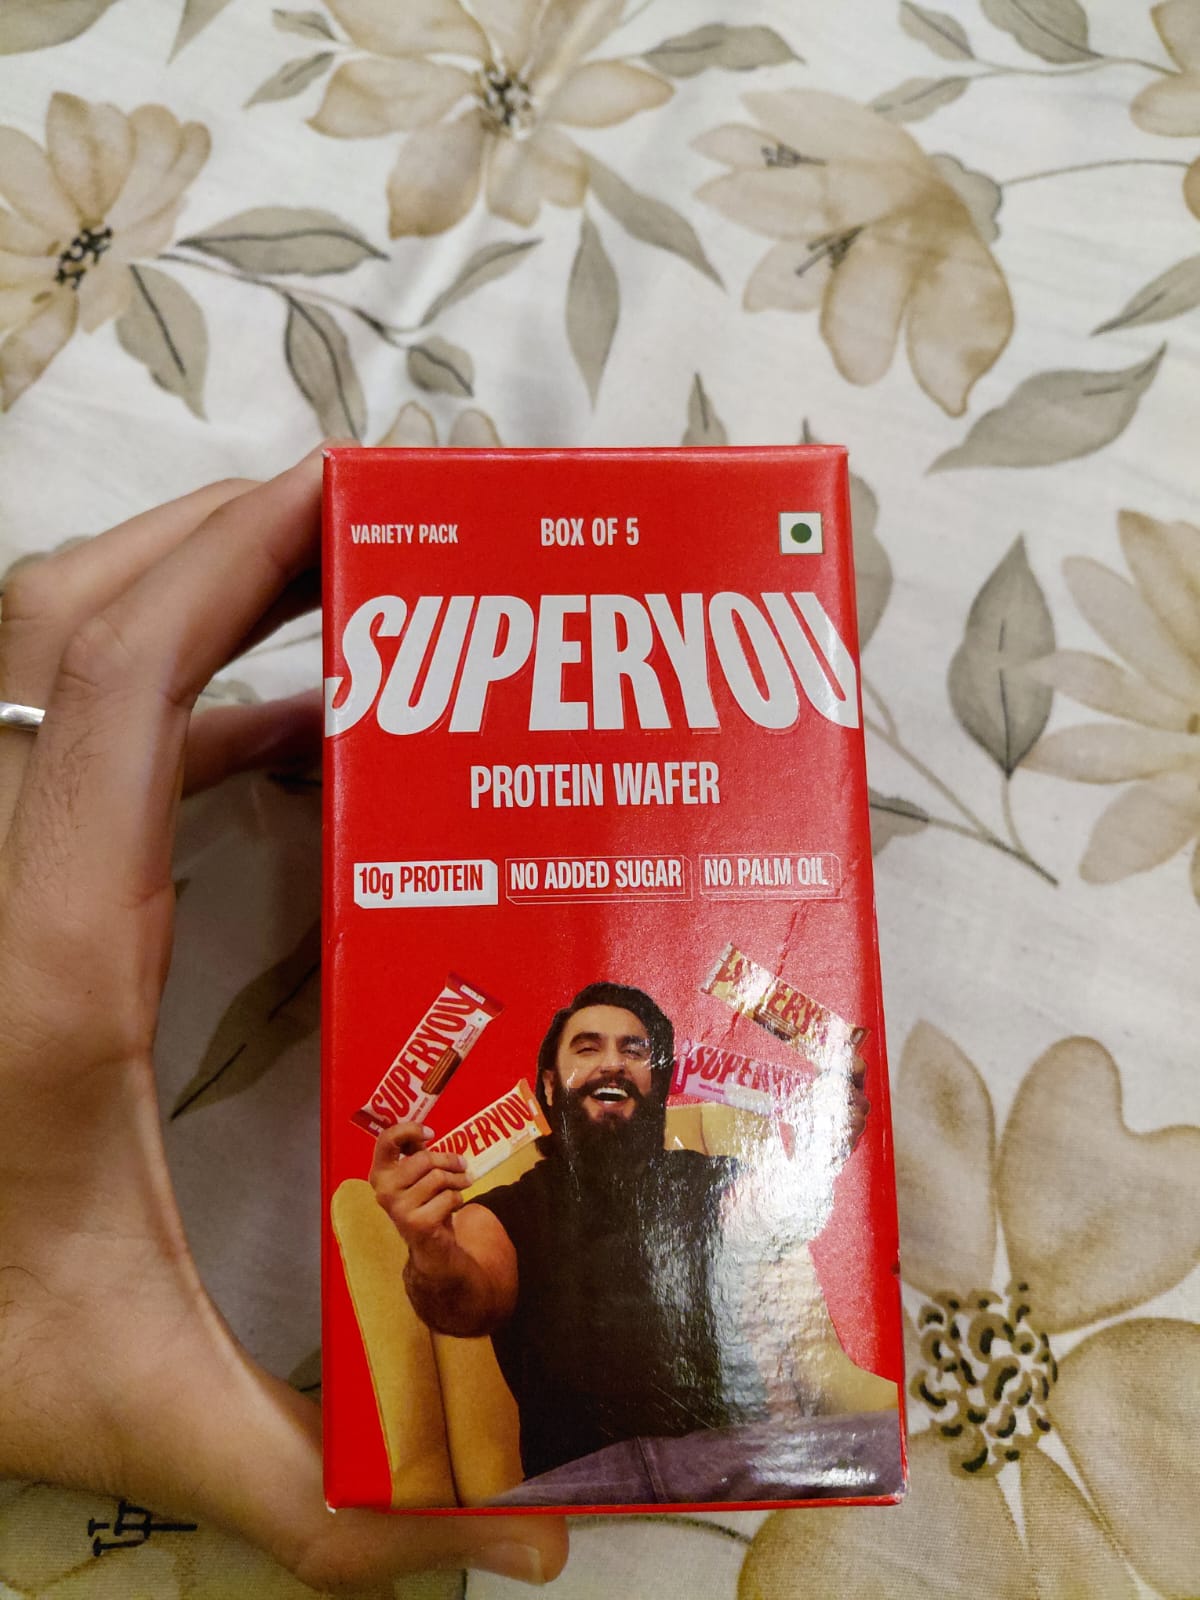 VARIETY PACK
BOX OF 5
SUPERYOU
PROTEIN WAFER
10g PROTEIN
NO ADDED SUGAR
NO PALM OIL
SUPERYOU
SUPERYOU
SUPERYOU